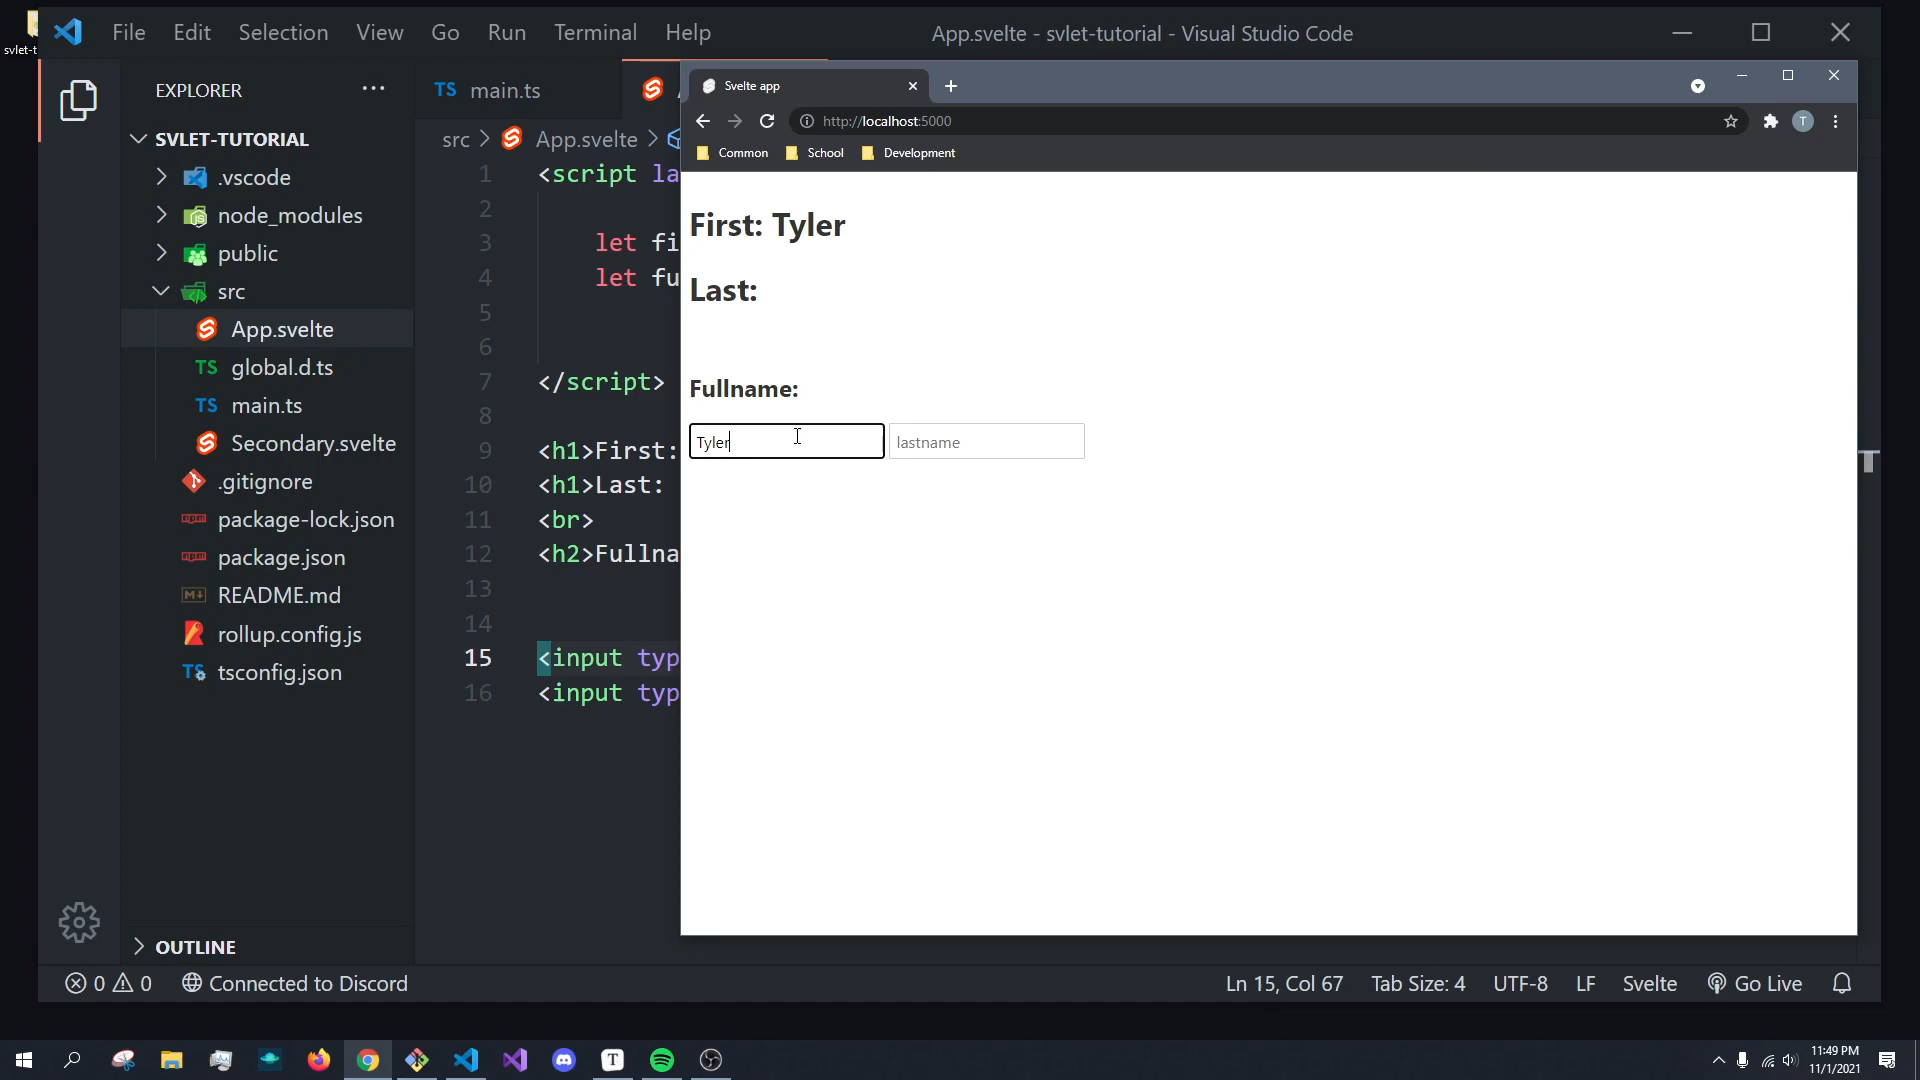 svlet-t
File Edit Selection View Go Run Terminal Help
App.svelte - svlet-tutorial - Visual Studio Code
EXPLORER
SVLET-TUTORIAL
.vscode
node_modules
public
src
App.svelte
TS global.d.ts
TS main.ts
Secondary.svelte
.gitignore
package-lock.json
package.json
README.md
rollup.config.js
TS tsconfig.json
OUTLINE
TS main.ts
src > App.svelte >
1 <script la
2
3 let fi
4 let fu
5
6
7 </script>
8
9 <h1>First:
10 <h1>Last:
11 <br>
12 <h2>Fullna
13
14
15 <input typ
16 <input typ
Svelte app
http://localhost:5000
T
Common School Development
First: Tyler
Last:
Fullname:
Tyler lastname
0 0 Connected to Discord
Ln 15, Col 67 Tab Size: 4 UTF-8 LF Svelte Go Live
T
11:49 PM
11/1/2021